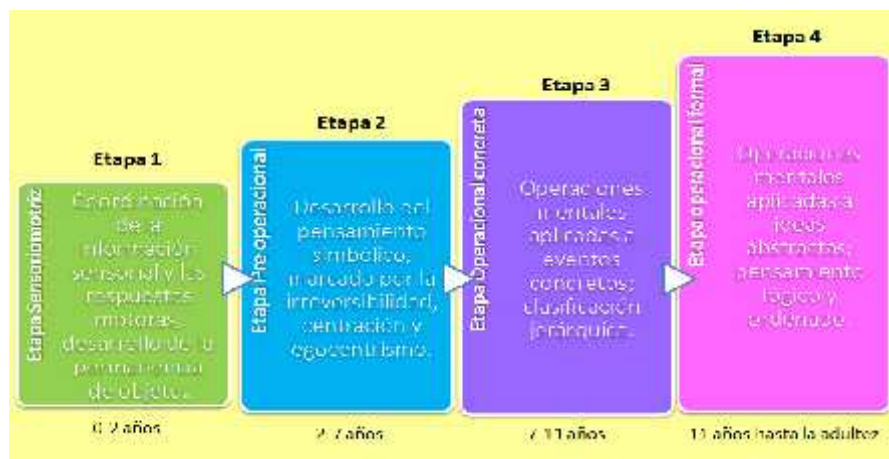 Etapa 1
Etapa Sensoriomotriz
Coordinación
de la
información
sensorial y las
respuestas
motoras,
desarrollo de la
permanencia
de objeto.
0-2 años
Etapa 2
Etapa Pre operacional
Desarrollo del
pensamiento
simbólico,
marcado por la
irreversibilidad,
centración y
egocentrismo.
2-7 años
Etapa 3
Etapa Operacional concreta
Operaciones
mentales
aplicadas a
eventos
concretos;
clasificación
jerárquica.
7-11 años
Etapa 4
Etapa operacional formal
Operaciones
mentales
aplicadas a
ideas
abstractas;
pensamiento
lógico y
ordenado
11 años hasta la adultez